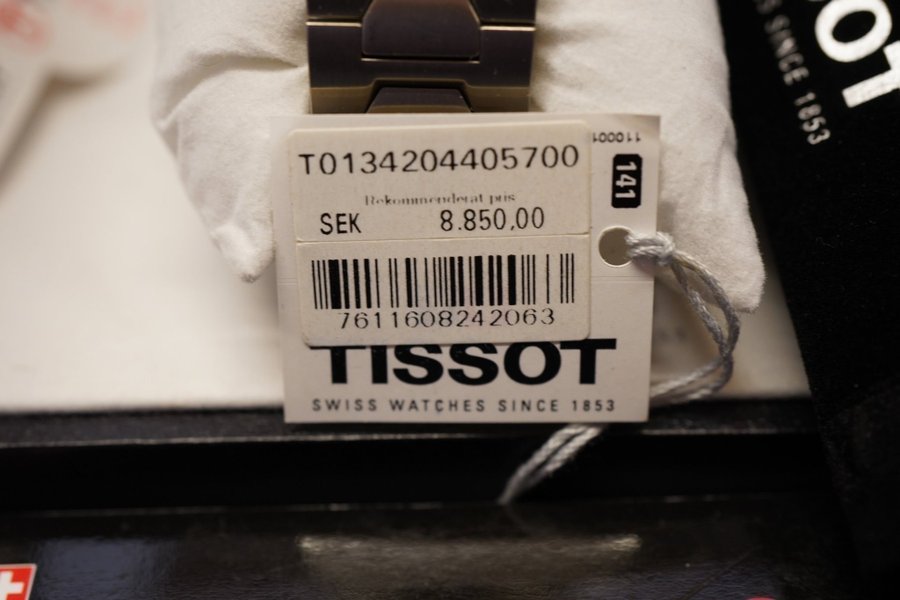 T0134204405700
Rekommenderat pris
SEK 8.850,00
7611608242063
TISSOT
SWISS WATCHES SINCE 1853
110001
141
SINCE 1853